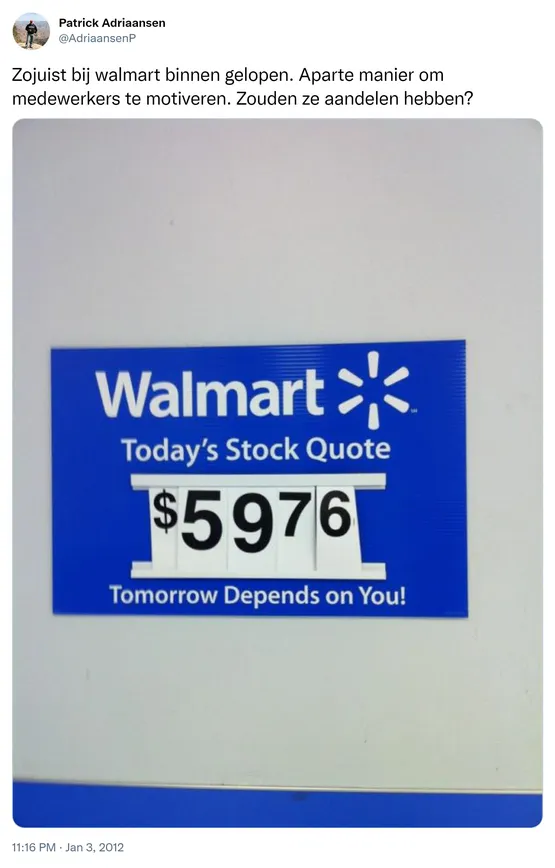 Patrick Adriaansen
@AdriaansenP
Zojuist bij walmart binnen gelopen. Aparte manier om
medewerkers te motiveren. Zouden ze aandelen hebben?
Walmart
Today's Stock Quote
$5976
Tomorrow Depends on You!
11:16 PM · Jan 3, 2012